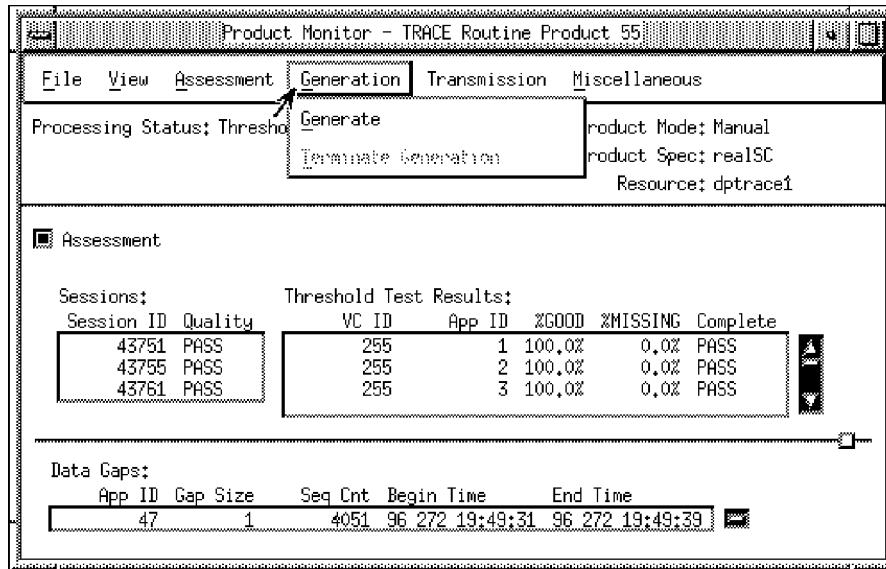 Product Monitor - TRACE Routine Product 55
File View Assessment Generation Transmission Miscellaneous
Generate
Terminate Generation
Processing Status: Thresho
roduct Mode: Manual
roduct Spec: realSC
Resource: dptrace1
Assessment
Sessions:
Session ID Quality
43751 PASS
43755 PASS
43761 PASS
Threshold Test Results:
VC ID App ID %GOOD %MISSING Complete
255 1 100.0% 0.0% PASS
255 2 100.0% 0.0% PASS
255 3 100.0% 0.0% PASS
Data Gaps:
App ID Gap Size Seq Cnt Begin Time End Time
47 1 4051 96 272 19:49:31 96 272 19:49:39